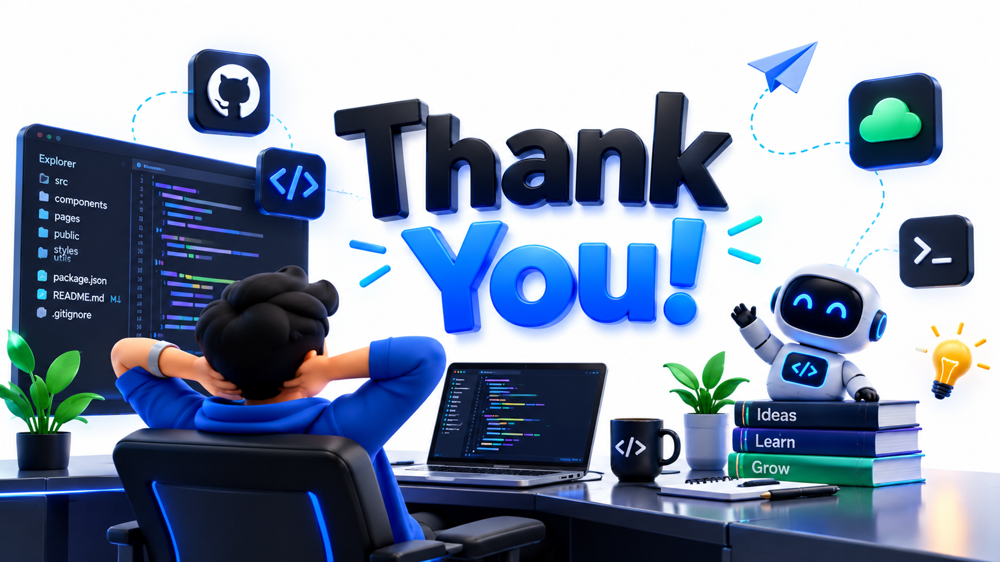 Thank
You!
Explorer
src
components
pages
public
styles
utils
package.json
README.md M↓
.gitignore
</>
>_
</>
</>
Ideas
Learn
Grow